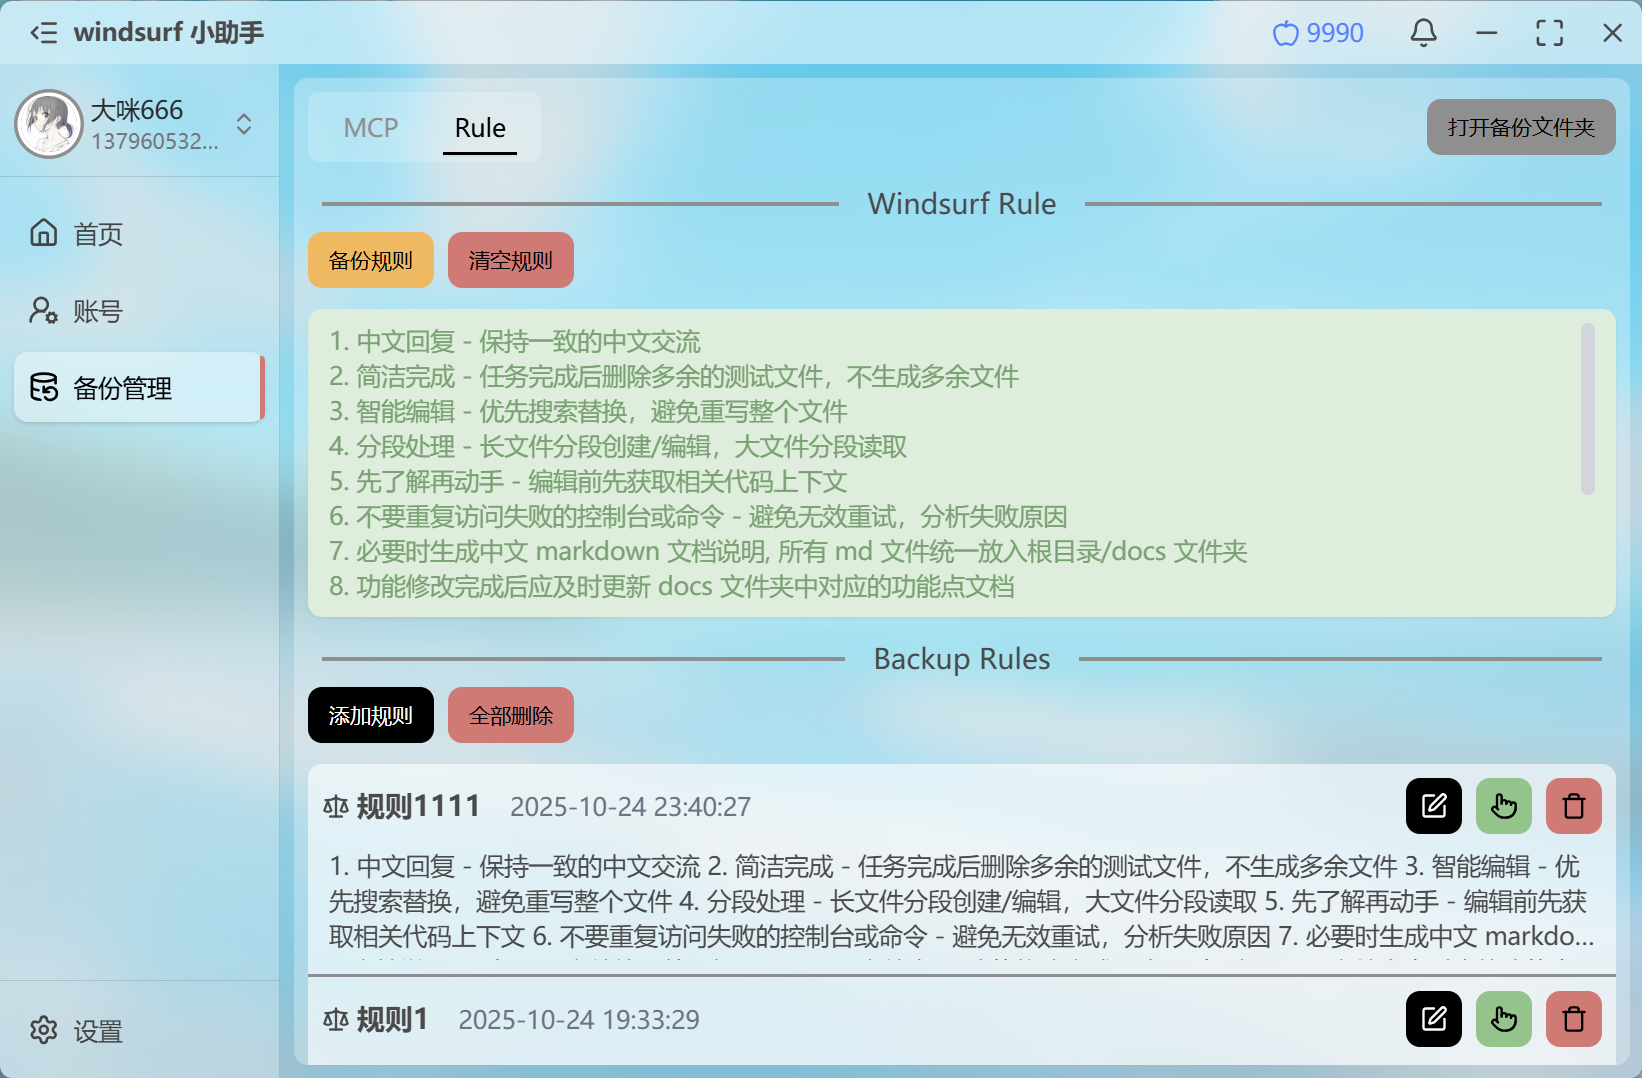 windsurf 小助手
9990
大咪666
137960532...
首页
账号
备份管理
设置
MCP
Rule
打开备份文件夹
Windsurf Rule
备份规则
清空规则
1. 中文回复 - 保持一致的中文交流
2. 简洁完成 - 任务完成后删除多余的测试文件，不生成多余文件
3. 智能编辑 - 优先搜索替换，避免重写整个文件
4. 分段处理 - 长文件分段创建/编辑，大文件分段读取
5. 先了解再动手 - 编辑前先获取相关代码上下文
6. 不要重复访问失败的控制台或命令 - 避免无效重试，分析失败原因
7. 必要时生成中文 markdown 文档说明, 所有 md 文件统一放入根目录/docs 文件夹
8. 功能修改完成后应及时更新 docs 文件夹中对应的功能点文档
Backup Rules
添加规则
全部删除
规则1111
2025-10-24 23:40:27
1. 中文回复 - 保持一致的中文交流 2. 简洁完成 - 任务完成后删除多余的测试文件，不生成多余文件 3. 智能编辑 - 优
先搜索替换，避免重写整个文件 4. 分段处理 - 长文件分段创建/编辑，大文件分段读取 5. 先了解再动手 - 编辑前先获
取相关代码上下文 6. 不要重复访问失败的控制台或命令 - 避免无效重试，分析失败原因 7. 必要时生成中文 markdo...
规则1
2025-10-24 19:33:29